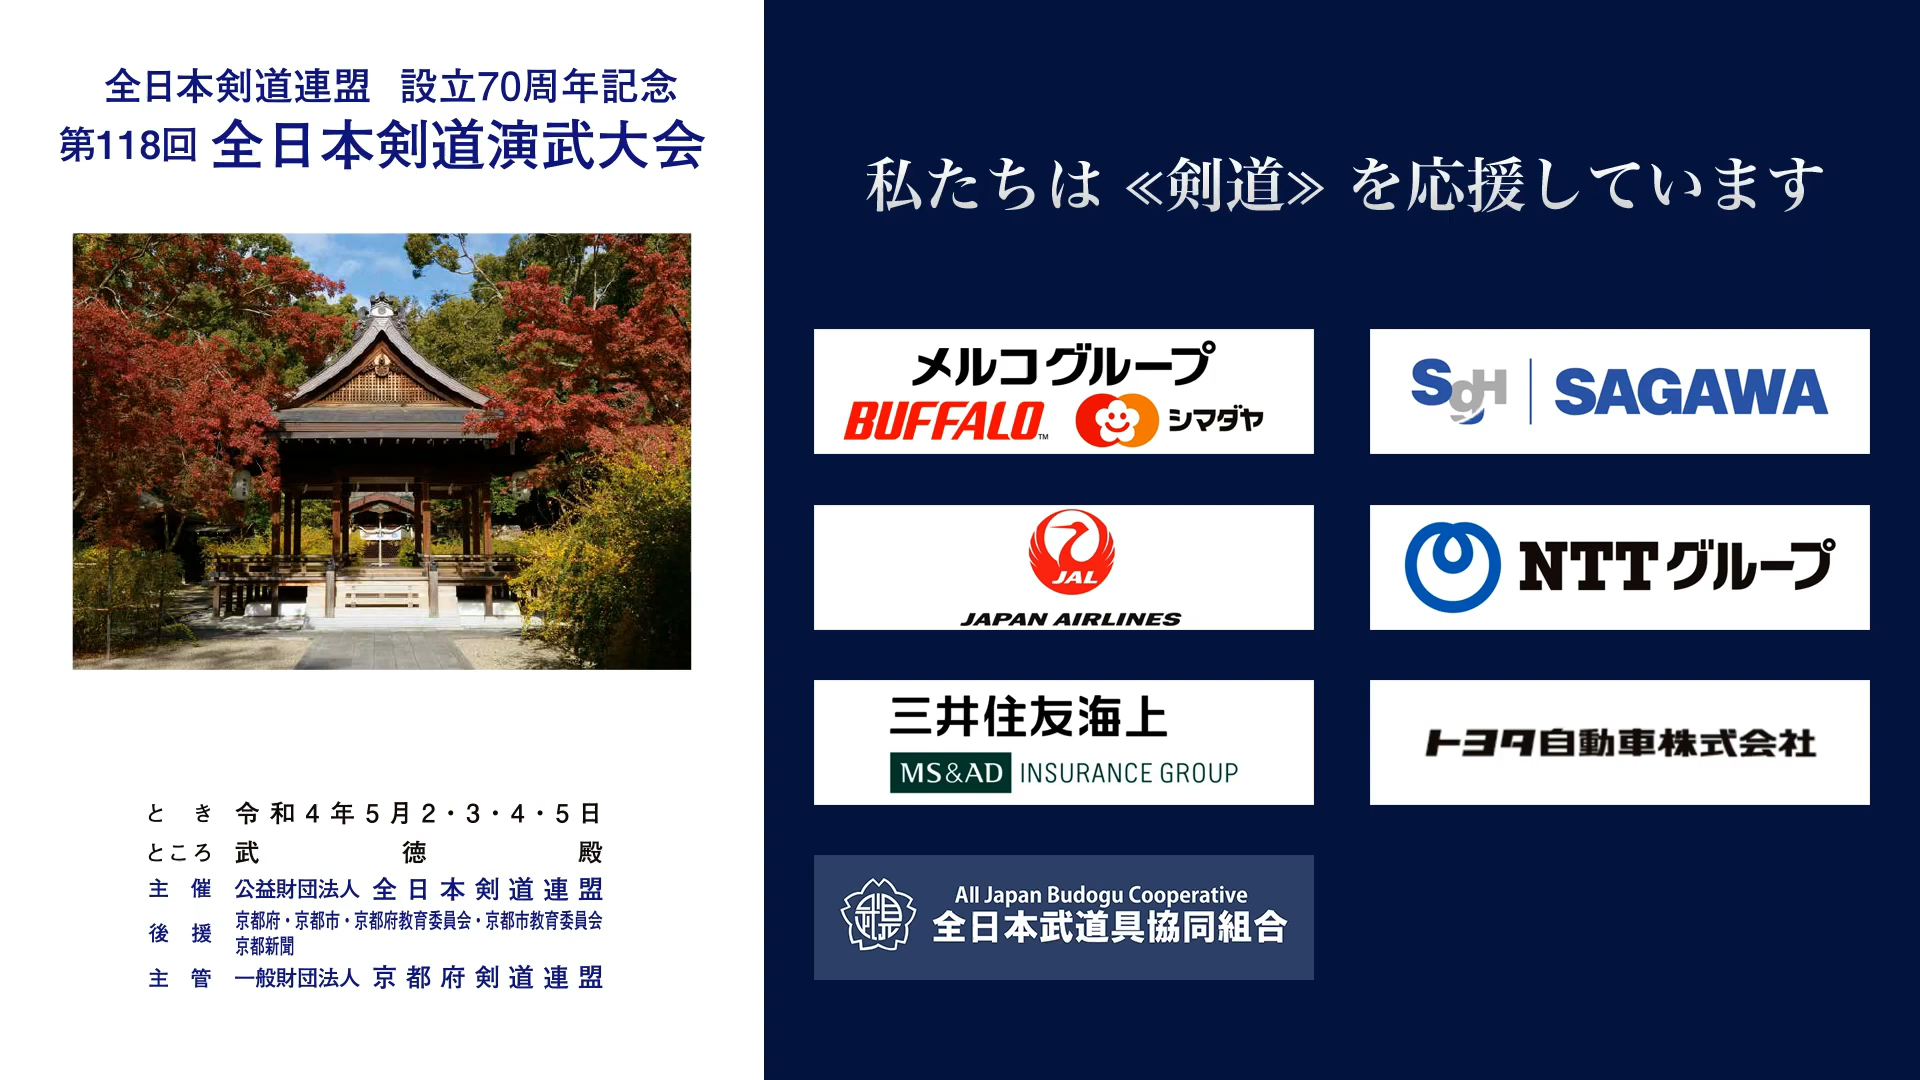 全日本剣道連盟 設立70周年記念
第118回 全日本剣道演武大会
とき 令和4年5月2・3・4・5日
ところ 武徳殿
主催 公益財団法人 全日本剣道連盟
後援 京都府・京都市・京都府教育委員会・京都市教育委員会
京都新聞
主管 一般財団法人 京都府剣道連盟
私たちは ≪剣道≫ を応援しています
メルコグループ
BUFFALO™ シマダヤ
SGH SAGAWA
JAL
JAPAN AIRLINES
NTTグループ
三井住友海上
MS&AD INSURANCE GROUP
トヨタ自動車株式会社
All Japan Budogu Cooperative
全日本武道具協同組合